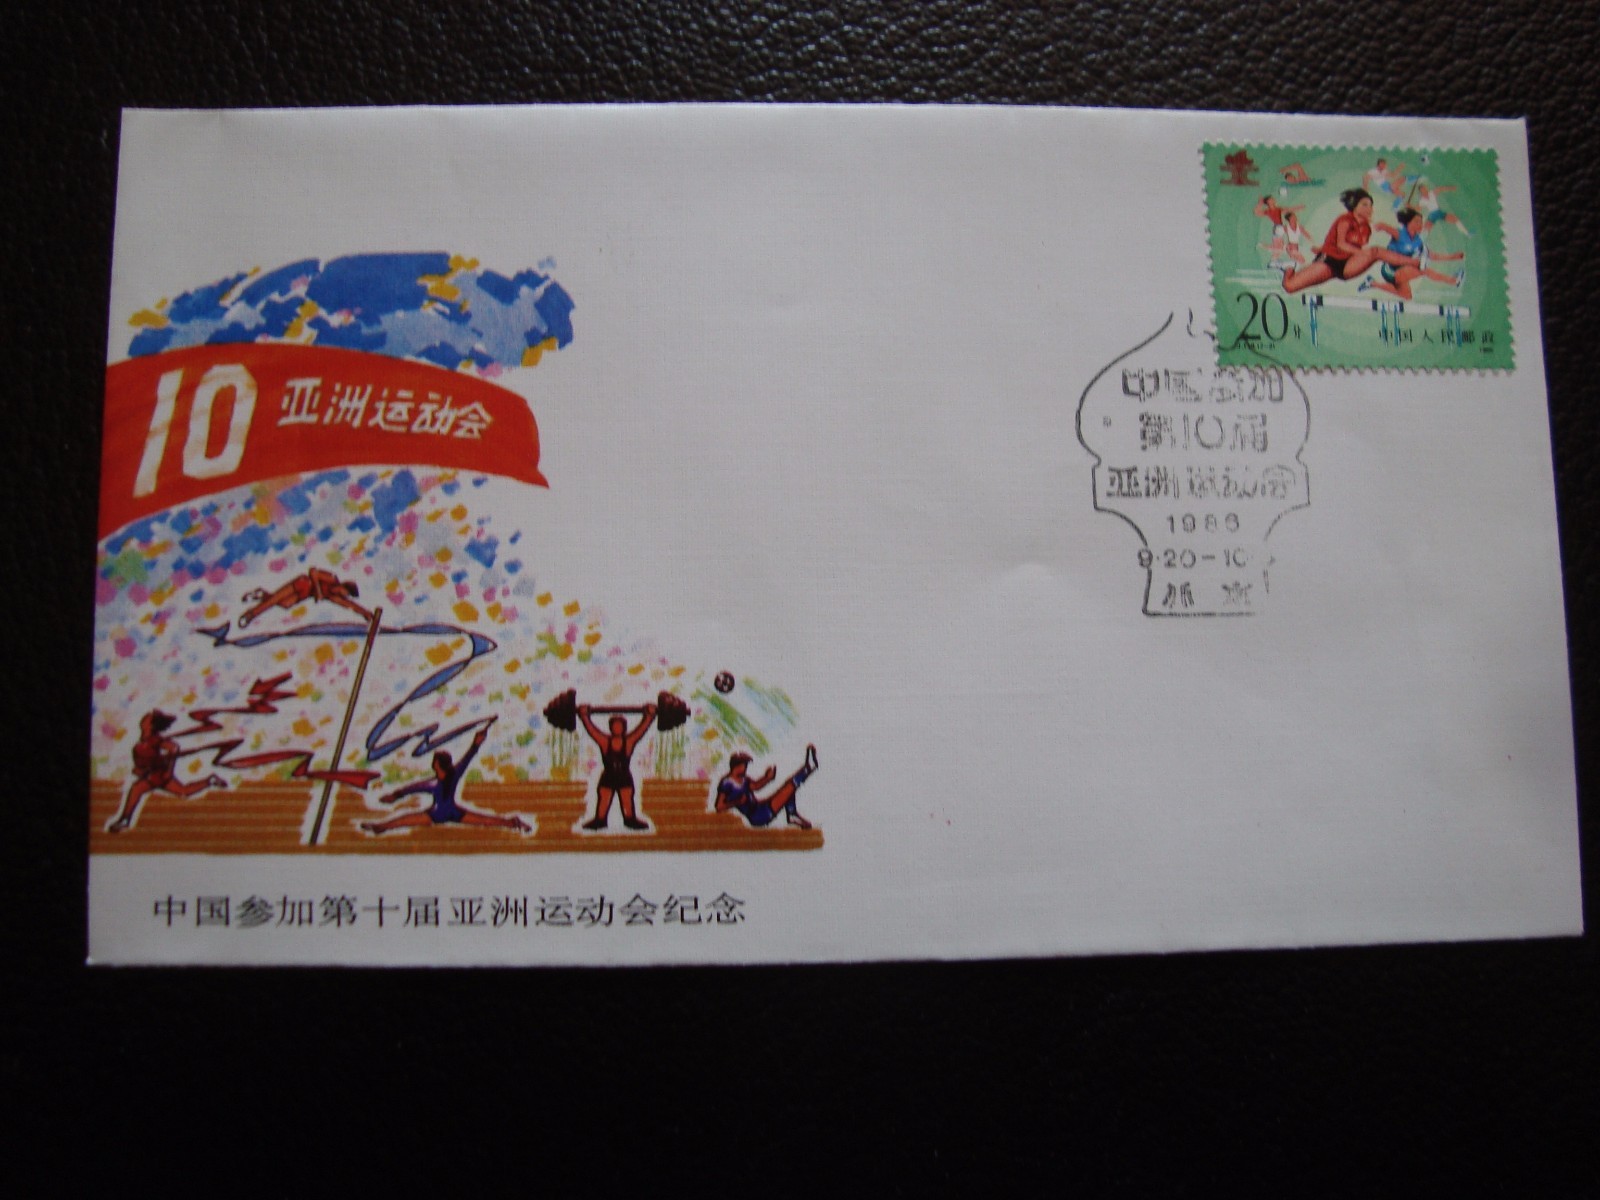 20分
中国人民邮政
10 亚洲运动会
中国参加
第10届
亚洲运动会
1986
9·20-10
北京
中国参加第十届亚洲运动会纪念